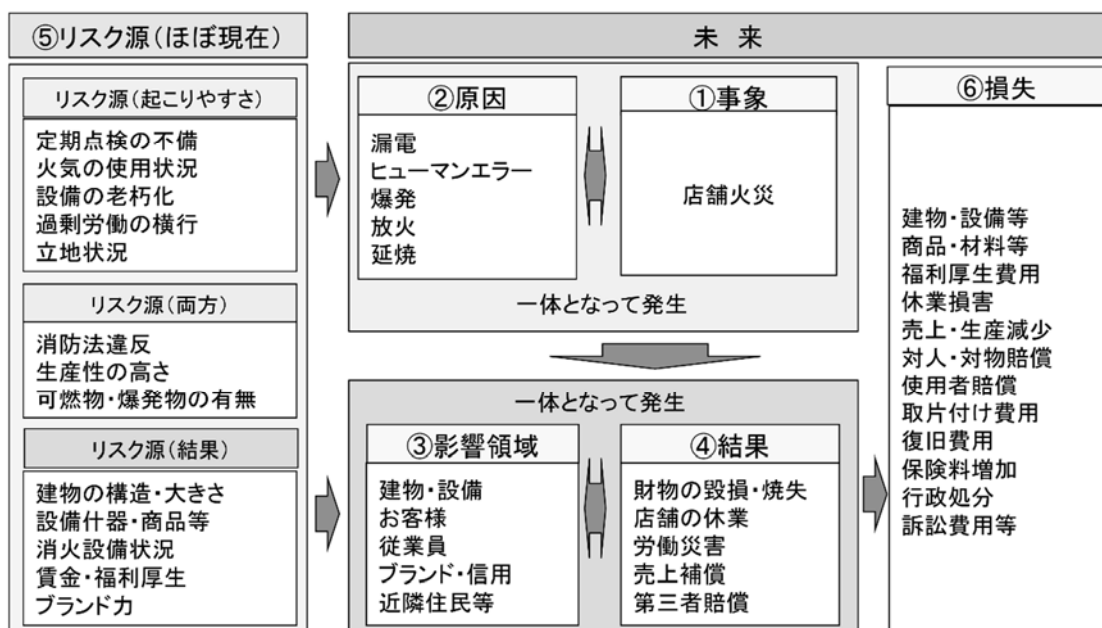 ⑤リスク源(ほぼ現在)
未 来
リスク源(起こりやすさ)
定期点検の不備
火気の使用状況
設備の老朽化
過剰労働の横行
立地状況
リスク源(両方)
消防法違反
生産性の高さ
可燃物・爆発物の有無
リスク源(結果)
建物の構造・大きさ
設備什器・商品等
消火設備状況
賃金・福利厚生
ブランド力
②原因
漏電
ヒューマンエラー
爆発
放火
延焼
①事象
店舗火災
一体となって発生
一体となって発生
③影響領域
建物・設備
お客様
従業員
ブランド・信用
近隣住民等
④結果
財物の毀損・焼失
店舗の休業
労働災害
売上補償
第三者賠償
⑥損失
建物・設備等
商品・材料等
福利厚生費用
休業損害
売上・生産減少
対人・対物賠償
使用者賠償
取片付け費用
復旧費用
保険料増加
行政処分
訴訟費用等